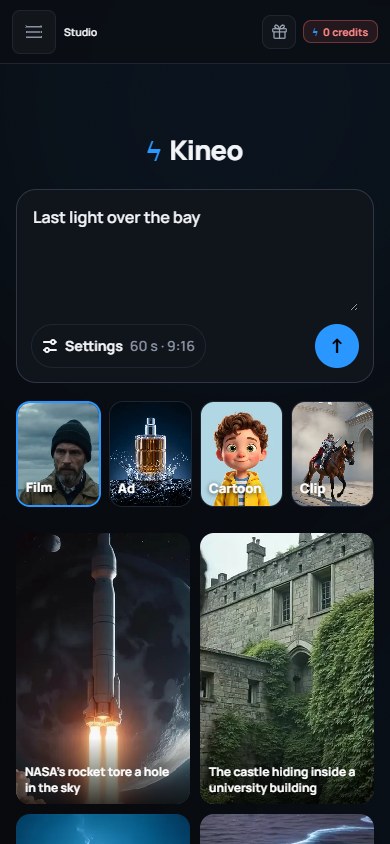 Studio
0 credits
Kineo
Last light over the bay
Settings 60 s · 9:16
Film
Ad
Cartoon
Clip
NASA's rocket tore a hole
in the sky
The castle hiding inside a
university building